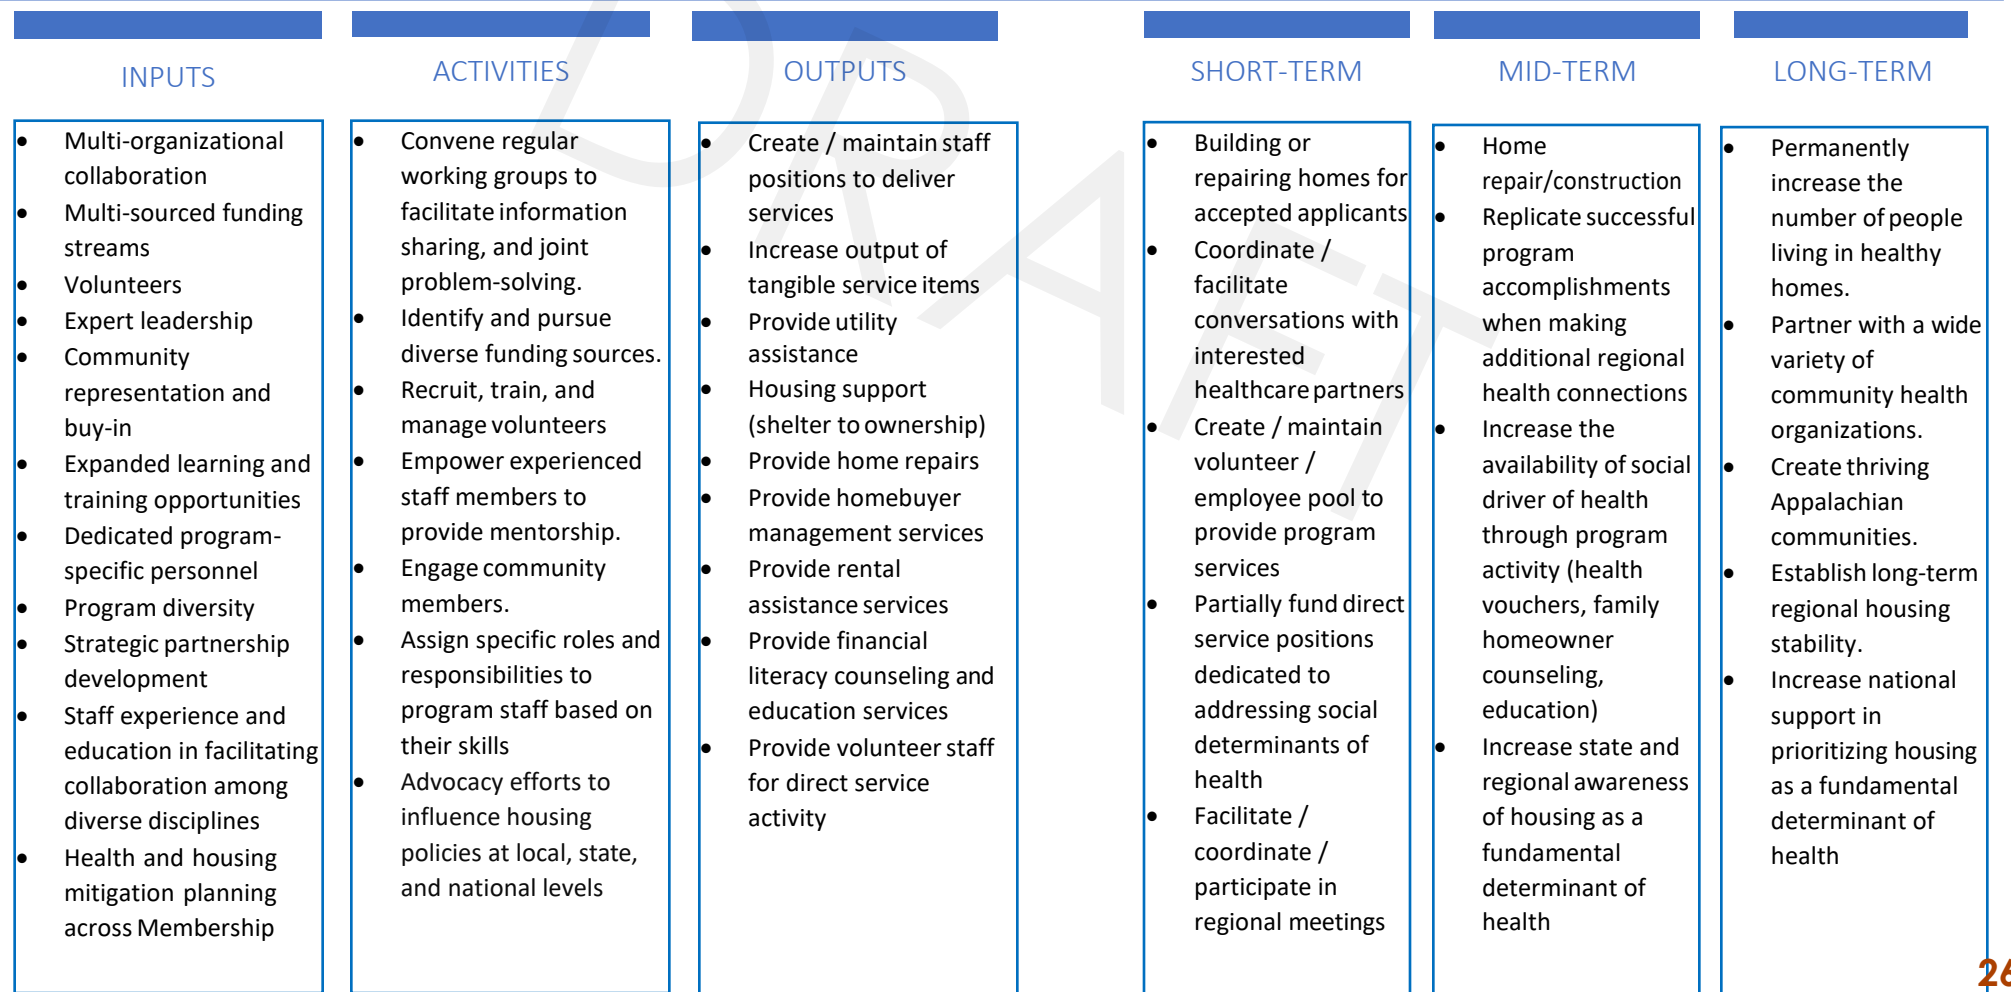 INPUTS
Multi-organizational
collaboration
Multi-sourced funding
streams
Volunteers
Expert leadership
Community
representation and
buy-in
Expanded learning and
training opportunities
Dedicated program-
specific personnel
Program diversity
Strategic partnership
development
Staff experience and
education in facilitating
collaboration among
diverse disciplines
Health and housing
mitigation planning
across Membership
ACTIVITIES
Convene regular
working groups to
facilitate information
sharing, and joint
problem-solving.
Identify and pursue
diverse funding sources.
Recruit, train, and
manage volunteers
Empower experienced
staff members to
provide mentorship.
Engage community
members.
Assign specific roles and
responsibilities to
program staff based on
their skills
Advocacy efforts to
influence housing
policies at local, state,
and national levels
OUTPUTS
Create / maintain staff
positions to deliver
services
Increase output of
tangible service items
Provide utility
assistance
Housing support
(shelter to ownership)
Provide home repairs
Provide homebuyer
management services
Provide rental
assistance services
Provide financial
literacy counseling and
education services
Provide volunteer staff
for direct service
activity
SHORT-TERM
Building or
repairing homes for
accepted applicants
Coordinate /
facilitate
conversations with
interested
healthcare partners
Create / maintain
volunteer /
employee pool to
provide program
services
Partially fund direct
service positions
dedicated to
addressing social
determinants of
health
Facilitate /
coordinate /
participate in
regional meetings
MID-TERM
Home
repair/construction
Replicate successful
program
accomplishments
when making
additional regional
health connections
Increase the
availability of social
driver of health
through program
activity (health
vouchers, family
homeowner
counseling,
education)
Increase state and
regional awareness
of housing as a
fundamental
determinant of
health
LONG-TERM
Permanently
increase the
number of people
living in healthy
homes.
Partner with a wide
variety of
community health
organizations.
Create thriving
Appalachian
communities.
Establish long-term
regional housing
stability.
Increase national
support in
prioritizing housing
as a fundamental
determinant of
health
DRAFT
26